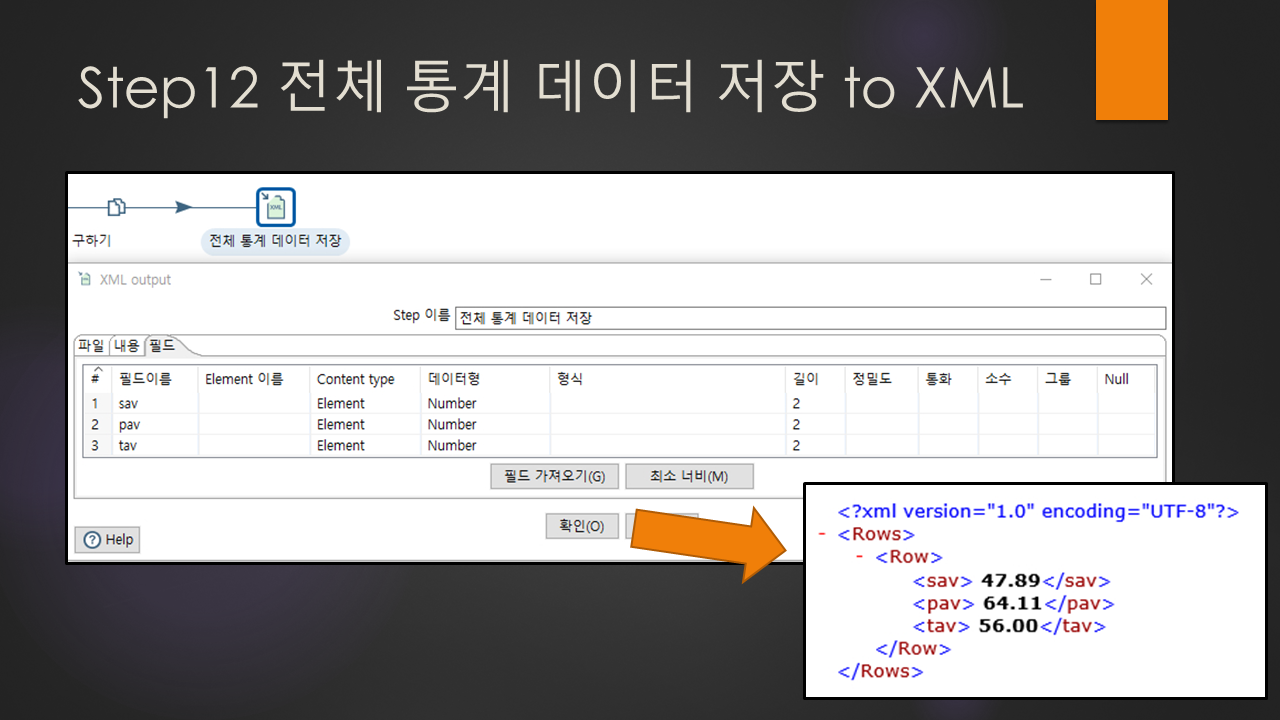 Step12 전체 통계 데이터 저장 to XML
XML
구하기
전체 통계 데이터 저장
XML output
Step 이름 전체 통계 데이터 저장
파일 내용 필드
# 필드이름 Element 이름 Content type 데이터형 형식 길이 정밀도 통화 소수 그룹 Null
1 sav Element Number 2
2 pav Element Number 2
3 tav Element Number 2
필드 가져오기(G) 최소 너비(M)
확인(O)
? Help
<?xml version="1.0" encoding="UTF-8"?>
- <Rows>
- <Row>
<sav> 47.89</sav>
<pav> 64.11</pav>
<tav> 56.00</tav>
</Row>
</Rows>